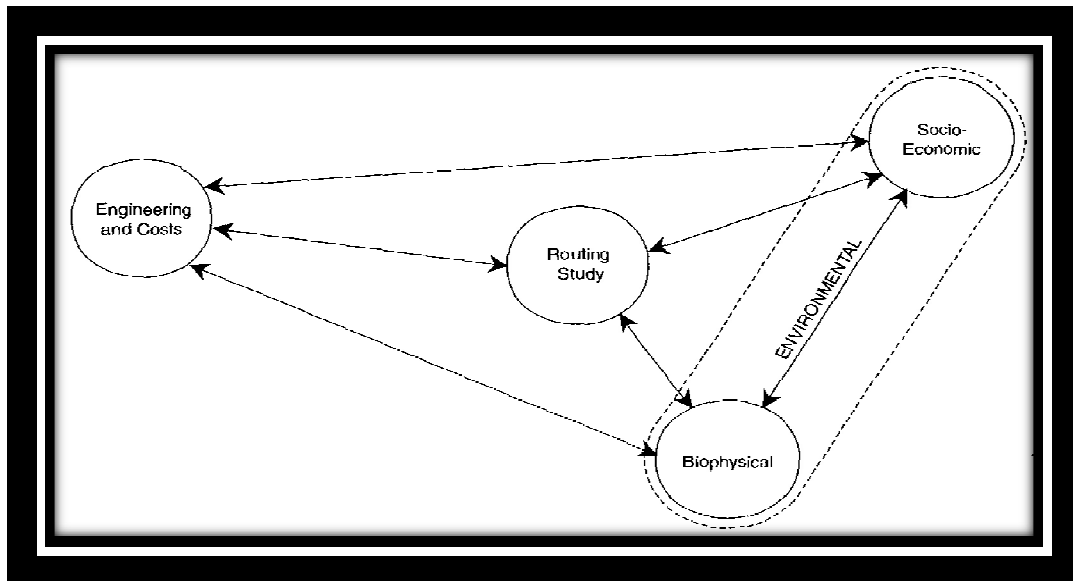 Socio-
Economic
Engineering
and Costs
Routing
Study
ENVIRONMENTAL
Biophysical